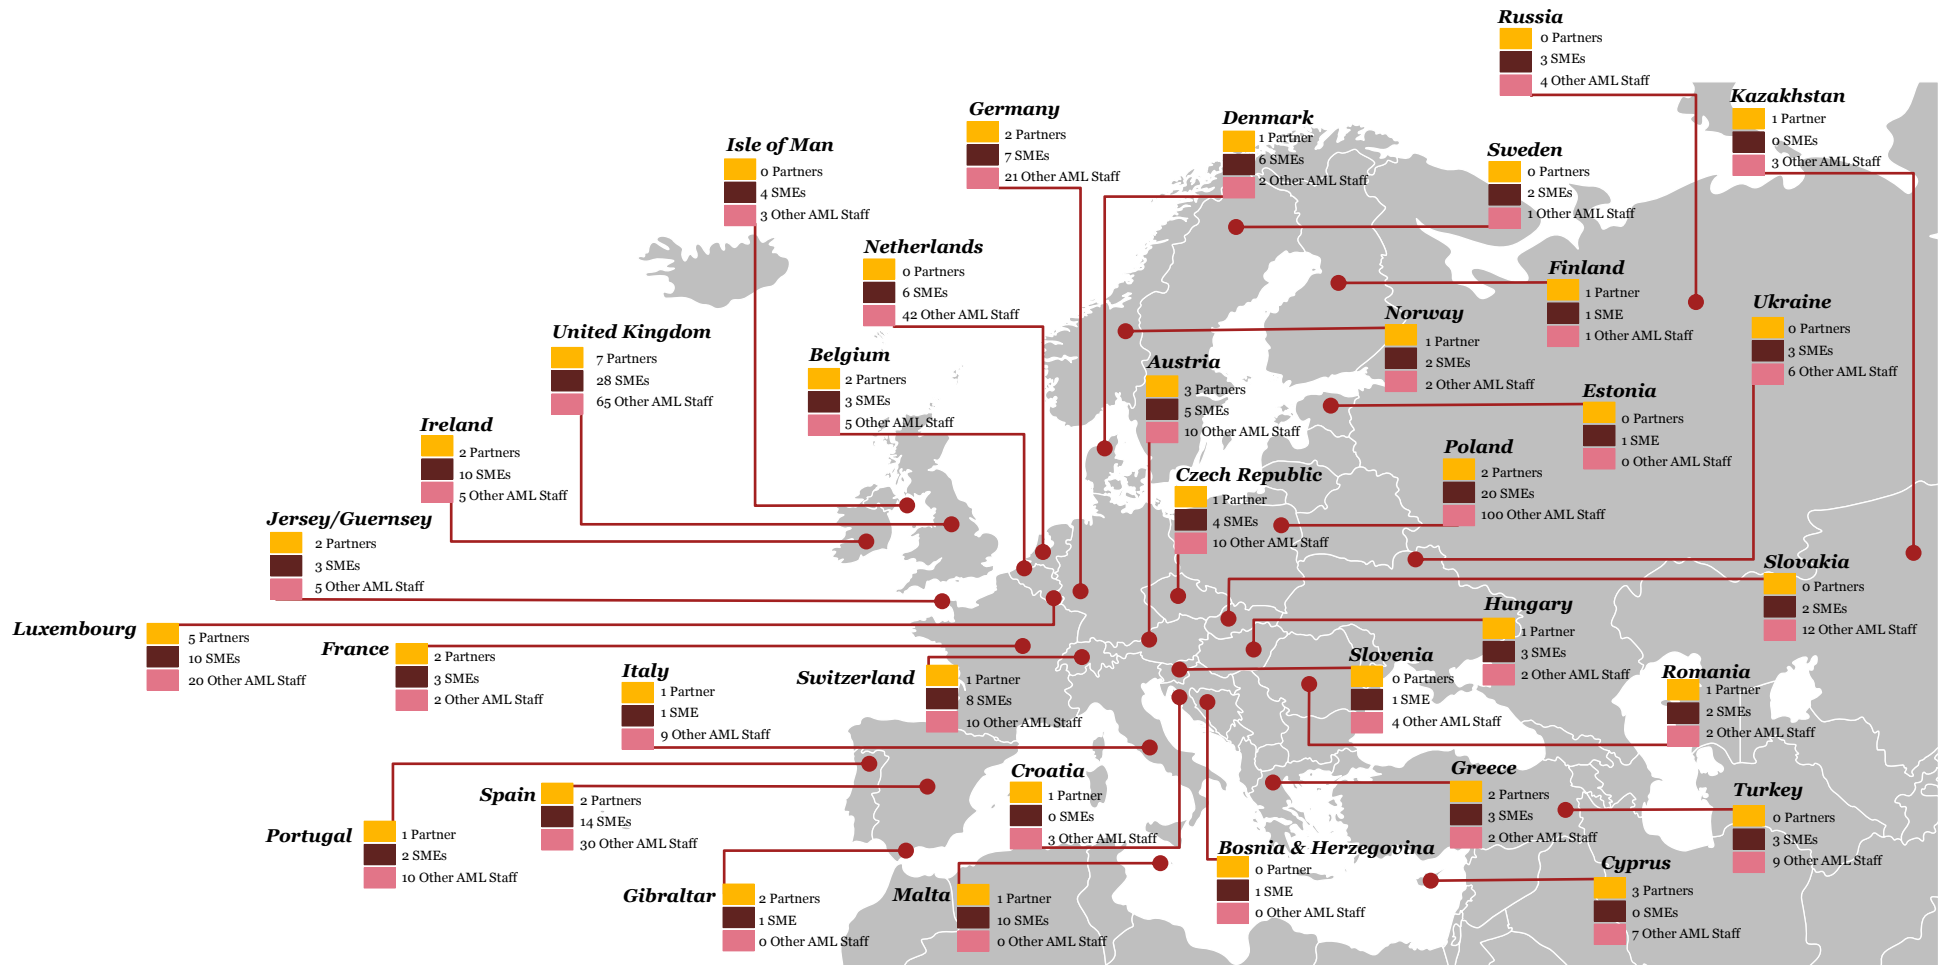 Russia
0 Partners
3 SMEs
4 Other AML Staff
Kazakhstan
1 Partner
0 SMEs
3 Other AML Staff
Germany
2 Partners
7 SMEs
21 Other AML Staff
Denmark
1 Partner
6 SMEs
2 Other AML Staff
Isle of Man
0 Partners
4 SMEs
3 Other AML Staff
Sweden
0 Partners
2 SMEs
1 Other AML Staff
Netherlands
0 Partners
6 SMEs
42 Other AML Staff
Finland
1 Partner
1 SME
1 Other AML Staff
Ukraine
0 Partners
3 SMEs
6 Other AML Staff
Norway
1 Partner
2 SMEs
2 Other AML Staff
United Kingdom
7 Partners
28 SMEs
65 Other AML Staff
Belgium
2 Partners
3 SMEs
5 Other AML Staff
Austria
3 Partners
5 SMEs
10 Other AML Staff
Estonia
0 Partners
1 SME
0 Other AML Staff
Ireland
2 Partners
10 SMEs
5 Other AML Staff
Poland
2 Partners
20 SMEs
100 Other AML Staff
Czech Republic
1 Partner
4 SMEs
10 Other AML Staff
Jersey/Guernsey
2 Partners
3 SMEs
5 Other AML Staff
Slovakia
0 Partners
2 SMEs
12 Other AML Staff
Hungary
1 Partner
3 SMEs
2 Other AML Staff
Luxembourg
5 Partners
10 SMEs
20 Other AML Staff
France
2 Partners
3 SMEs
2 Other AML Staff
Italy
1 Partner
1 SME
9 Other AML Staff
Switzerland
1 Partner
8 SMEs
10 Other AML Staff
Slovenia
0 Partners
1 SME
4 Other AML Staff
Romania
1 Partner
2 SMEs
2 Other AML Staff
Croatia
1 Partner
0 SMEs
3 Other AML Staff
Greece
2 Partners
3 SMEs
2 Other AML Staff
Turkey
0 Partners
3 SMEs
9 Other AML Staff
Spain
2 Partners
14 SMEs
30 Other AML Staff
Portugal
1 Partner
2 SMEs
10 Other AML Staff
Bosnia & Herzegovina
0 Partner
1 SME
0 Other AML Staff
Cyprus
3 Partners
0 SMEs
7 Other AML Staff
Gibraltar
2 Partners
1 SME
0 Other AML Staff
Malta
1 Partner
10 SMEs
0 Other AML Staff